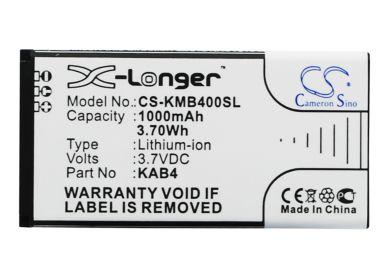 X-Longer
CS
Cameron Sino
Model No.: CS-KMB400SL
Capacity: 1000mAh
3.70Wh
Type: Lithium-ion
Volts: 3.7VDC
Part No.: KAB4
WARRANTY VOID IF
LABEL REMOVED
Made In China